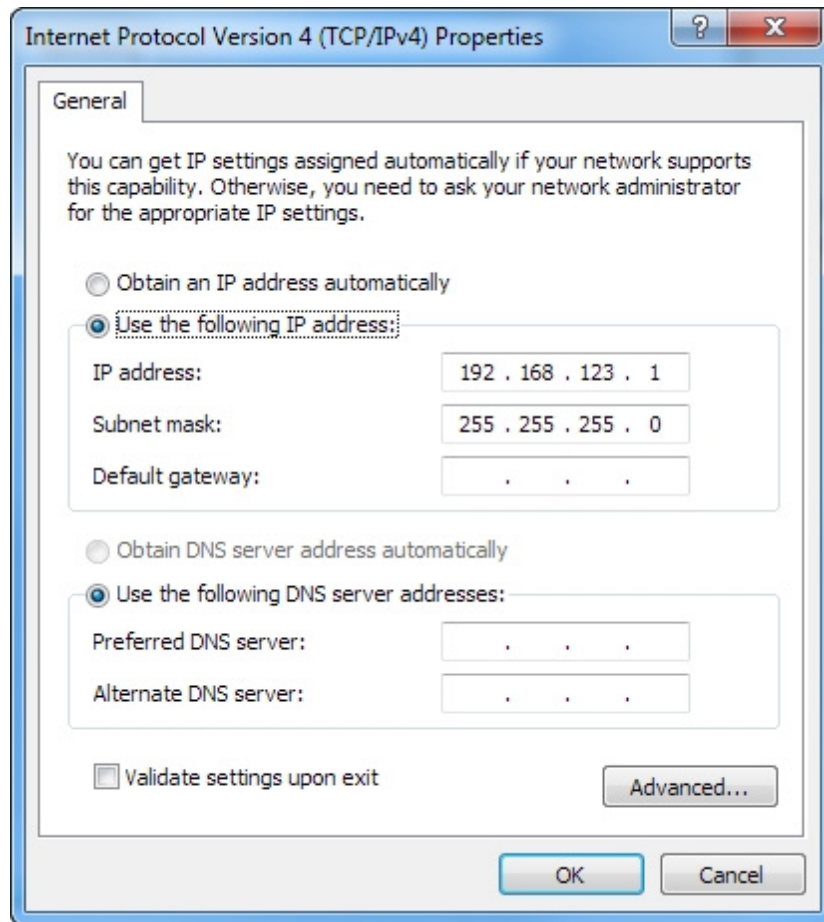 Internet Protocol Version 4 (TCP/IPv4) Properties
General
You can get IP settings assigned automatically if your network supports
this capability. Otherwise, you need to ask your network administrator
for the appropriate IP settings.
Obtain an IP address automatically
Use the following IP address:
IP address: 192 . 168 . 123 . 1
Subnet mask: 255 . 255 . 255 . 0
Default gateway: . . .
Obtain DNS server address automatically
Use the following DNS server addresses:
Preferred DNS server: . . .
Alternate DNS server: . . .
Validate settings upon exit
Advanced...
OK Cancel